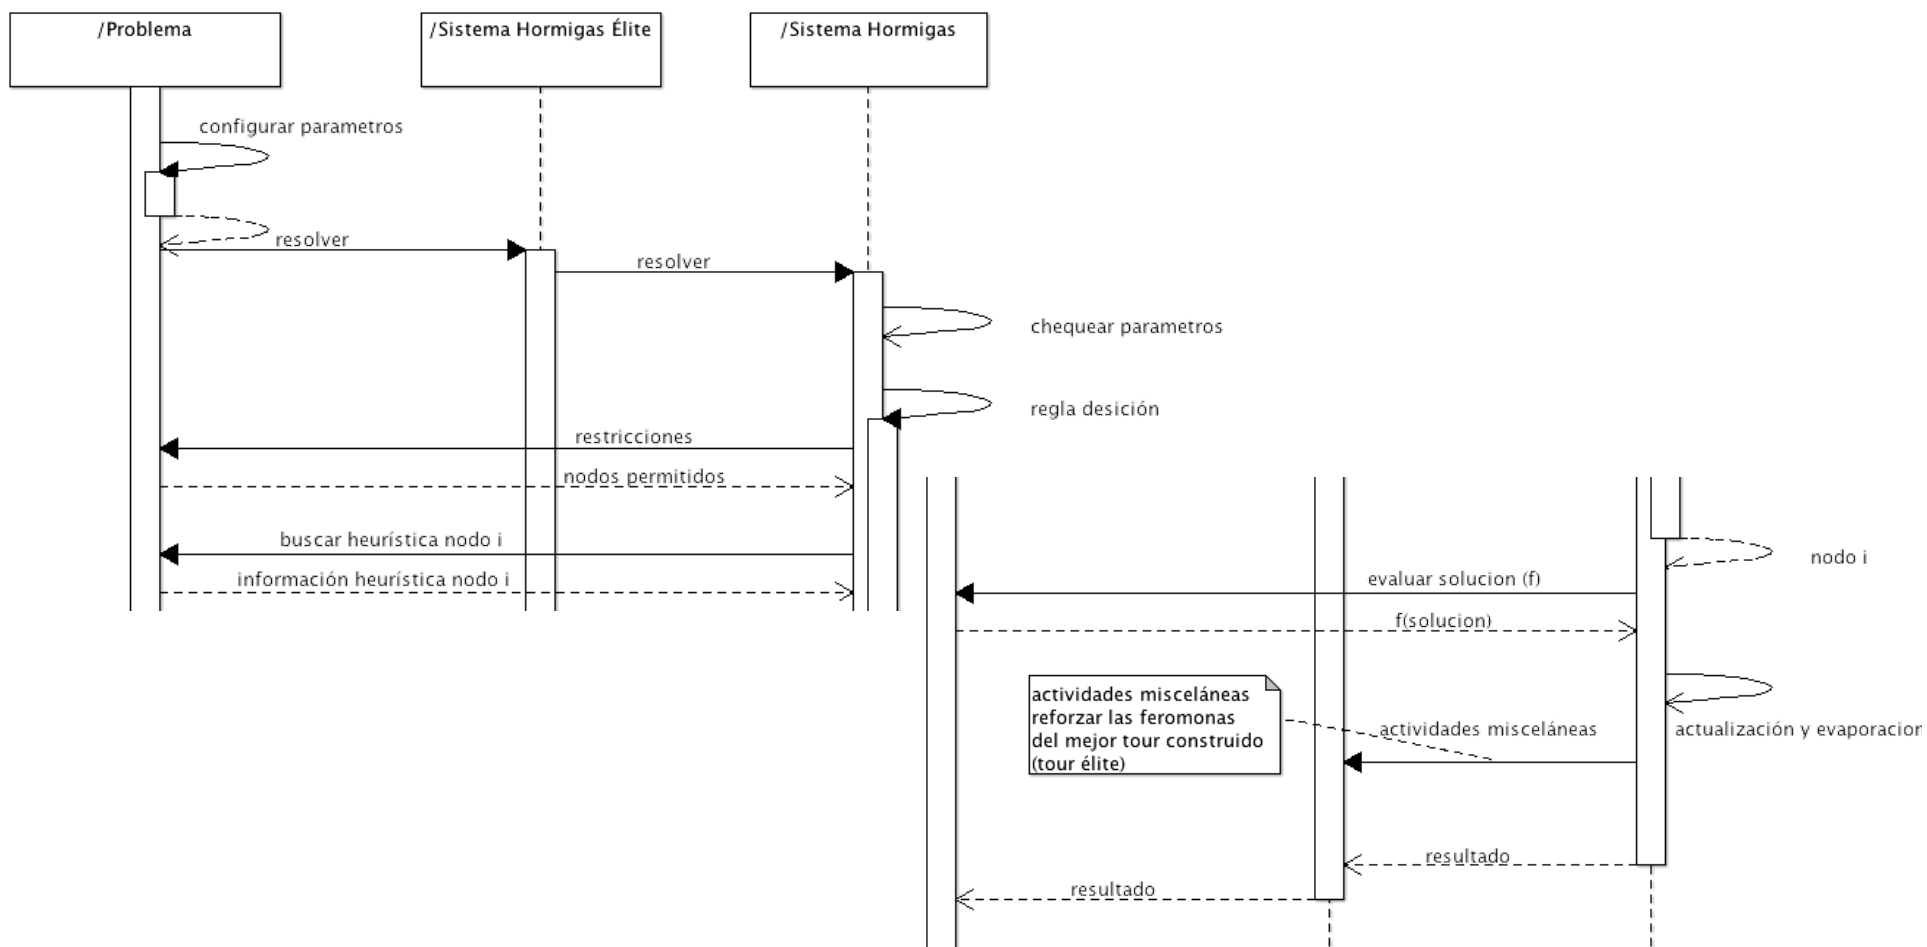 /Problema
/Sistema Hormigas Élite
/Sistema Hormigas
configurar parametros
resolver
resolver
chequear parametros
regla desición
restricciones
nodos permitidos
buscar heurística nodo i
información heurística nodo i
nodo i
evaluar solucion (f)
f(solucion)
actividades misceláneas
reforzar las feromonas
del mejor tour construido
(tour élite)
actividades misceláneas
actualización y evaporacion
resultado
resultado